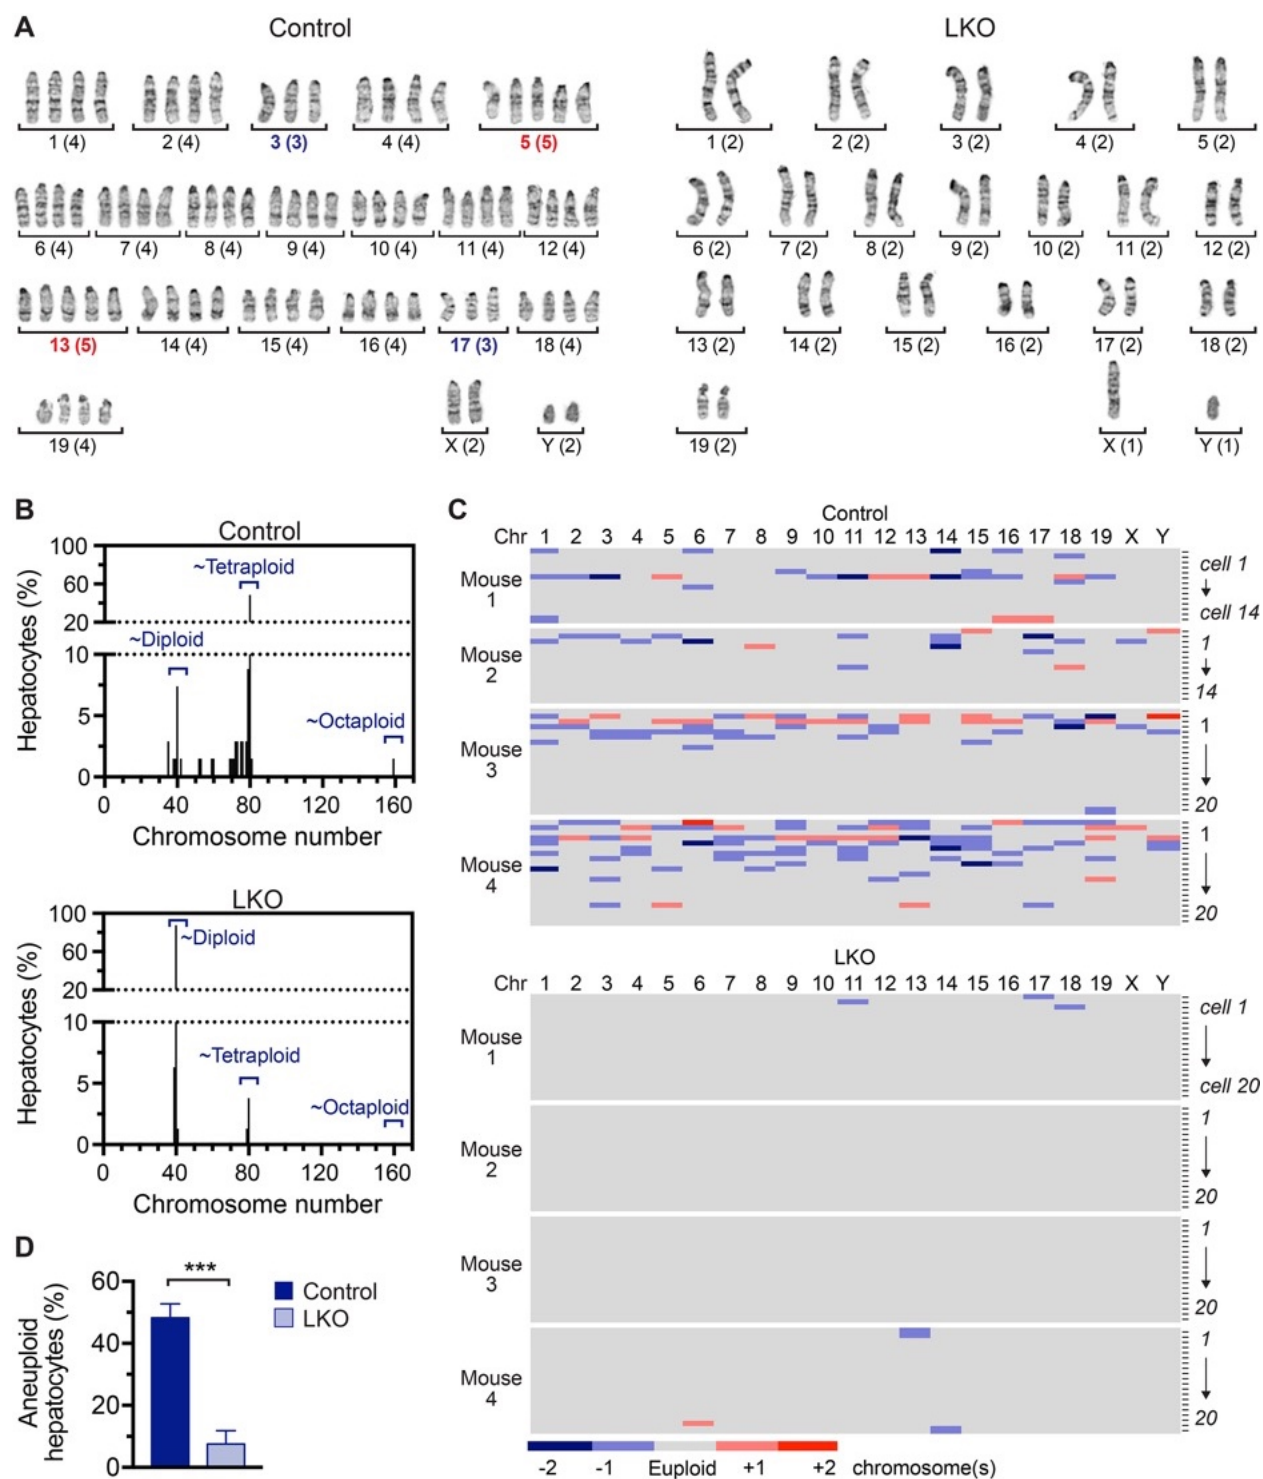 A
Control
LKO
1 (4) 2 (4) 3 (3) 4 (4) 5 (5)
1 (2) 2 (2) 3 (2) 4 (2) 5 (2)
6 (4) 7 (4) 8 (4) 9 (4) 10 (4) 11 (4) 12 (4)
6 (2) 7 (2) 8 (2) 9 (2) 10 (2) 11 (2) 12 (2)
13 (5) 14 (4) 15 (4) 16 (4) 17 (3) 18 (4)
13 (2) 14 (2) 15 (2) 16 (2) 17 (2) 18 (2)
19 (4) X (2) Y (2)
19 (2) X (1) Y (1)
B
Control
Hepatocytes (%)
100
60
20
10
5
0
~Tetraploid
~Diploid
~Octaploid
0 40 80 120 160
Chromosome number
LKO
Hepatocytes (%)
100
60
20
10
5
0
~Diploid
~Tetraploid
~Octaploid
0 40 80 120 160
Chromosome number
C
Control
Chr 1 2 3 4 5 6 7 8 9 10 11 12 13 14 15 16 17 18 19 X Y
Mouse
1
cell 1
cell 14
Mouse
2
1
14
Mouse
3
1
20
Mouse
4
1
20
LKO
Chr 1 2 3 4 5 6 7 8 9 10 11 12 13 14 15 16 17 18 19 X Y
Mouse
1
cell 1
cell 20
Mouse
2
1
20
Mouse
3
1
20
Mouse
4
1
20
-2 -1 Euploid +1 +2 chromosome(s)
D
Aneuploid
hepatocytes (%)
60
40
20
0
***
Control
LKO